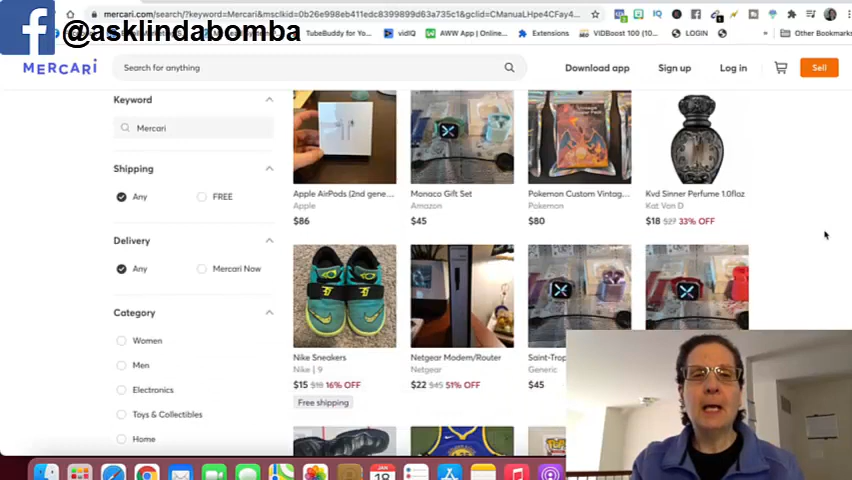 @asklindabomba
mercari.com/search/?keyword=Mercari&msclkid=0b26e998eb411edc8399899d63a735c1&gclid=CManuaLHpe4CFay4...
TubeBuddy for You...
vidIQ
AWW App | Online...
Extensions
VIDBoost 100 (10...
LOGIN
Other Bookmarks
MERCARI
Search for anything
Download app
Sign up
Log in
Sell
Keyword
Mercari
Shipping
Any
FREE
Delivery
Any
Mercari Now
Category
Women
Men
Electronics
Toys & Collectibles
Home
Apple AirPods (2nd gene...
Apple
$86
Monaco Gift Set
Amazon
$45
Pokemon Custom Vintag...
Pokemon
$80
Kvd Sinner Perfume 1.0floz
Kat Von D
$18 $27 33% OFF
Nike Sneakers
Nike | 9
$15 $18 16% OFF
Free shipping
Netgear Modem/Router
Netgear
$22 $45 51% OFF
Saint-Trop
Generic
$45
JAN
18